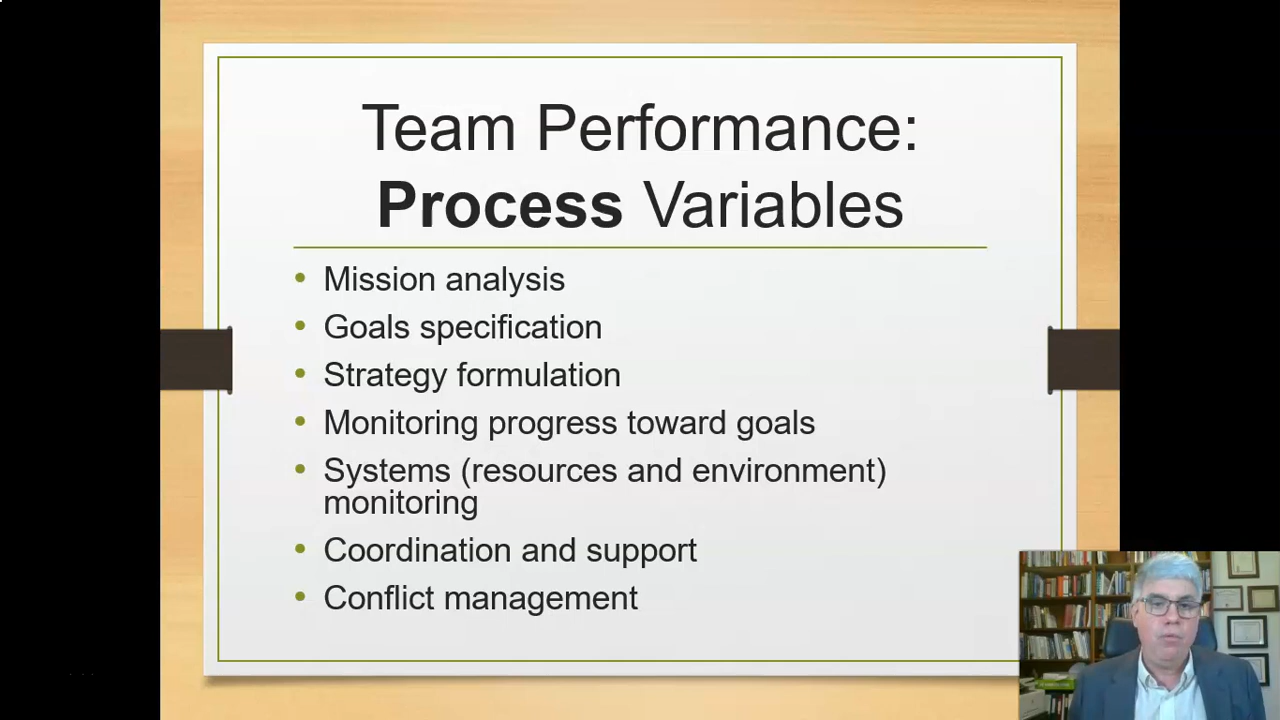 Team Performance:
Process Variables
• Mission analysis
• Goals specification
• Strategy formulation
• Monitoring progress toward goals
• Systems (resources and environment)
monitoring
• Coordination and support
• Conflict management